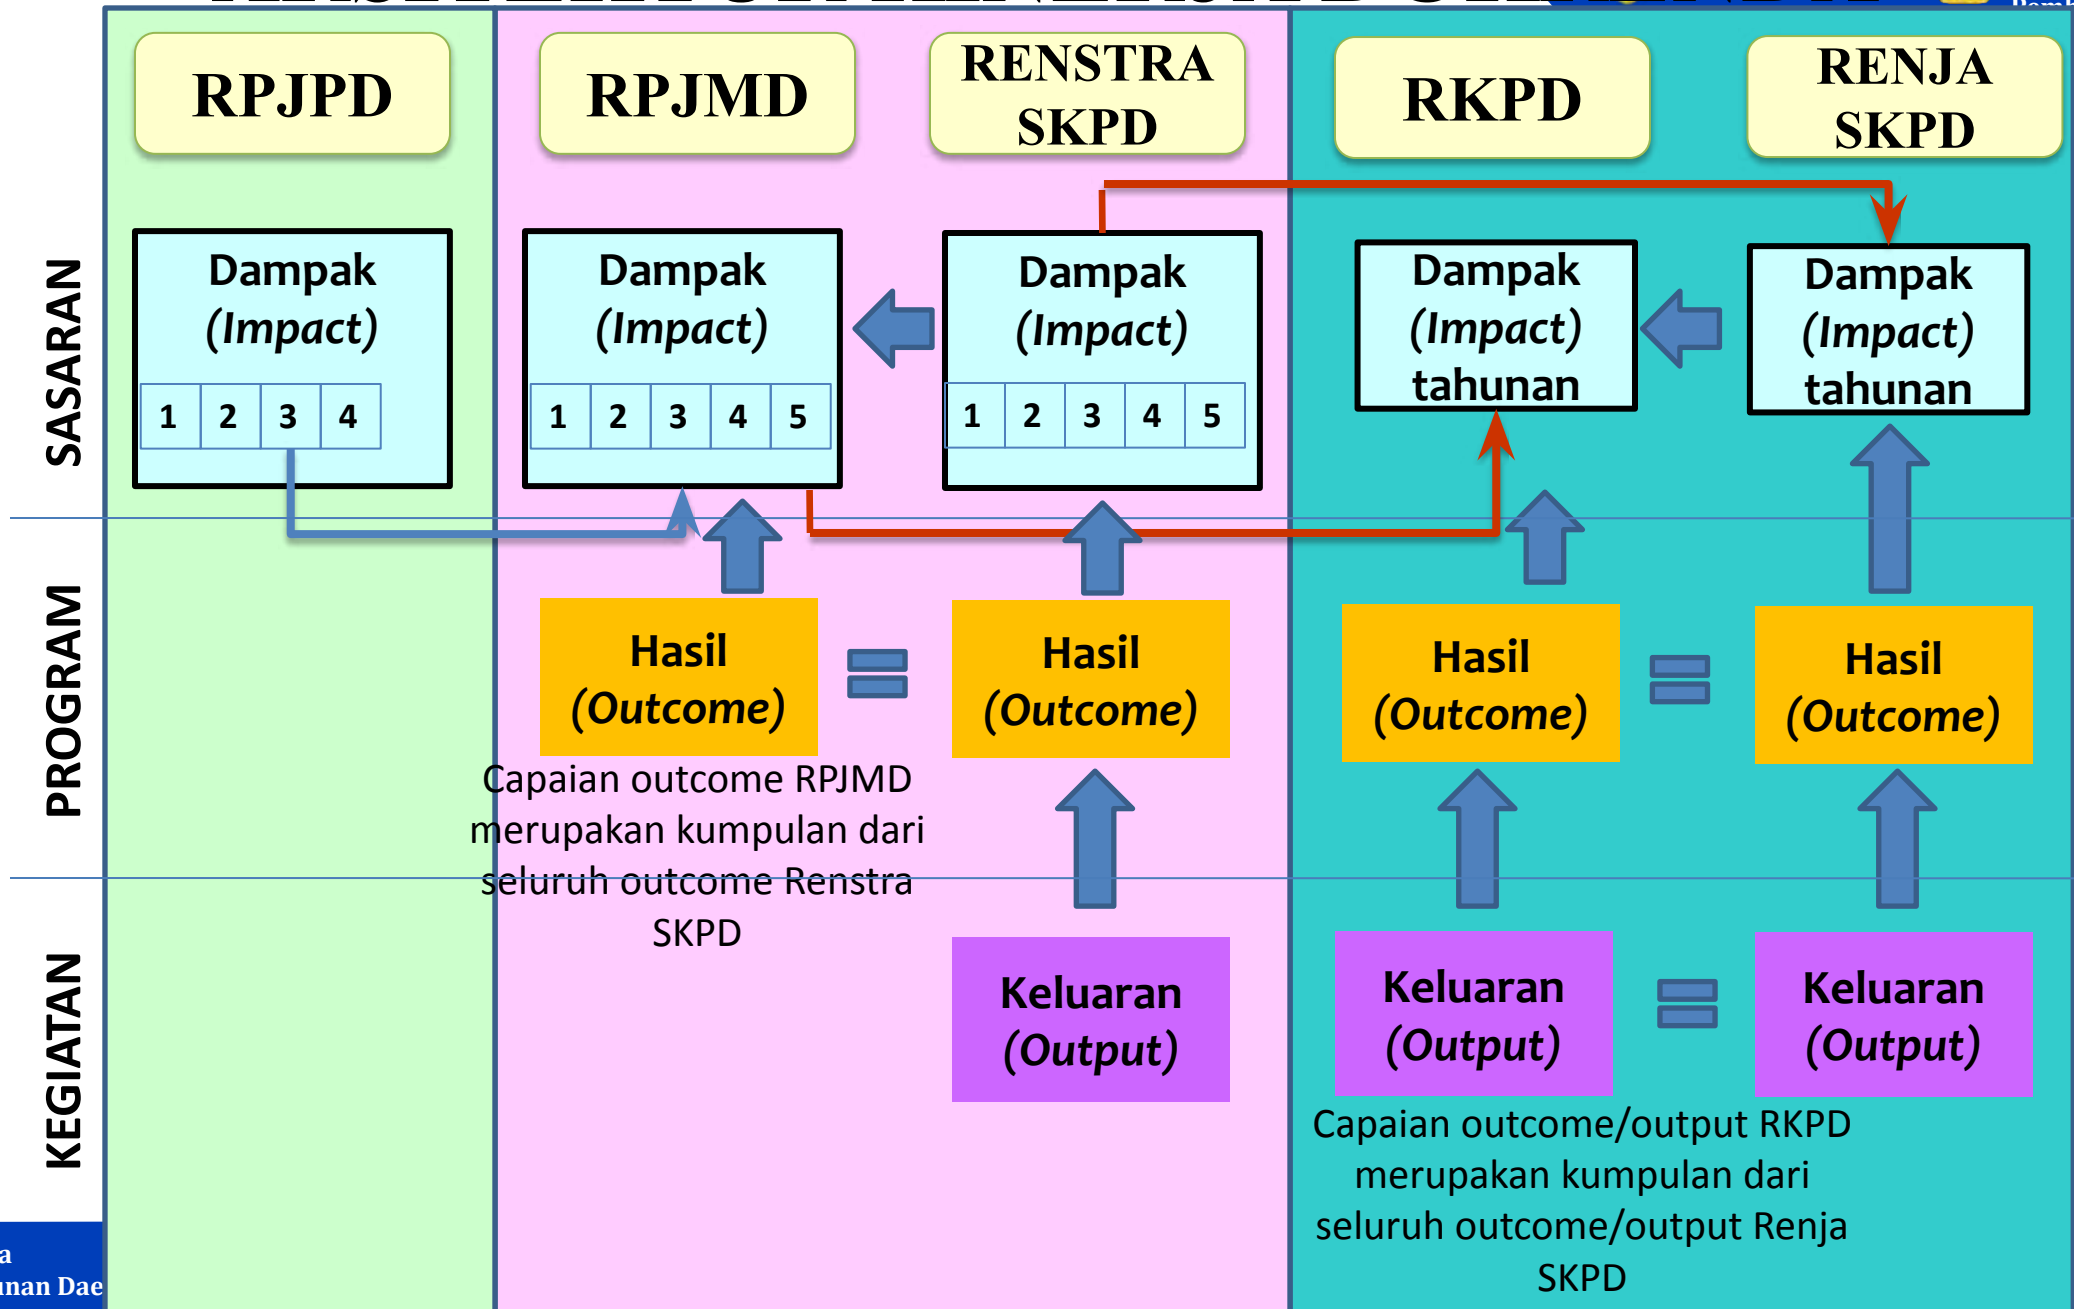 RPJPD
RPJMD
RENSTRA
SKPD
RKPD
RENJA
SKPD
SASARAN
Dampak
(Impact)
1 2 3 4
Dampak
(Impact)
1 2 3 4 5
Dampak
(Impact)
1 2 3 4 5
Dampak
(Impact)
tahunan
Dampak
(Impact)
tahunan
PROGRAM
Hasil
(Outcome)
Hasil
(Outcome)
Hasil
(Outcome)
Hasil
(Outcome)
Capaian outcome RPJMD
merupakan kumpulan dari
seluruh outcome Renstra
SKPD
KEGIATAN
Keluaran
(Output)
Keluaran
(Output)
Keluaran
(Output)
Capaian outcome/output RKPD
merupakan kumpulan dari
seluruh outcome/output Renja
SKPD
a
unan Dae